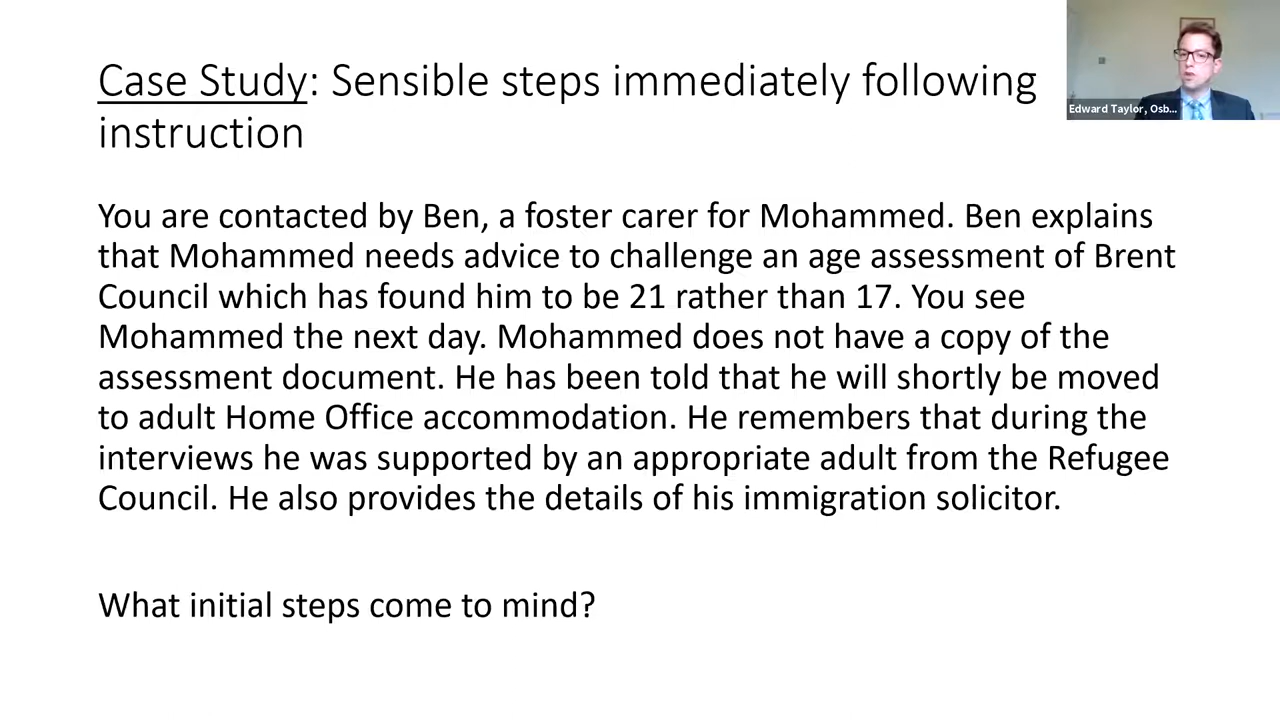 Case Study: Sensible steps immediately following
instruction
Edward Taylor, Osb...
You are contacted by Ben, a foster carer for Mohammed. Ben explains
that Mohammed needs advice to challenge an age assessment of Brent
Council which has found him to be 21 rather than 17. You see
Mohammed the next day. Mohammed does not have a copy of the
assessment document. He has been told that he will shortly be moved
to adult Home Office accommodation. He remembers that during the
interviews he was supported by an appropriate adult from the Refugee
Council. He also provides the details of his immigration solicitor.
What initial steps come to mind?